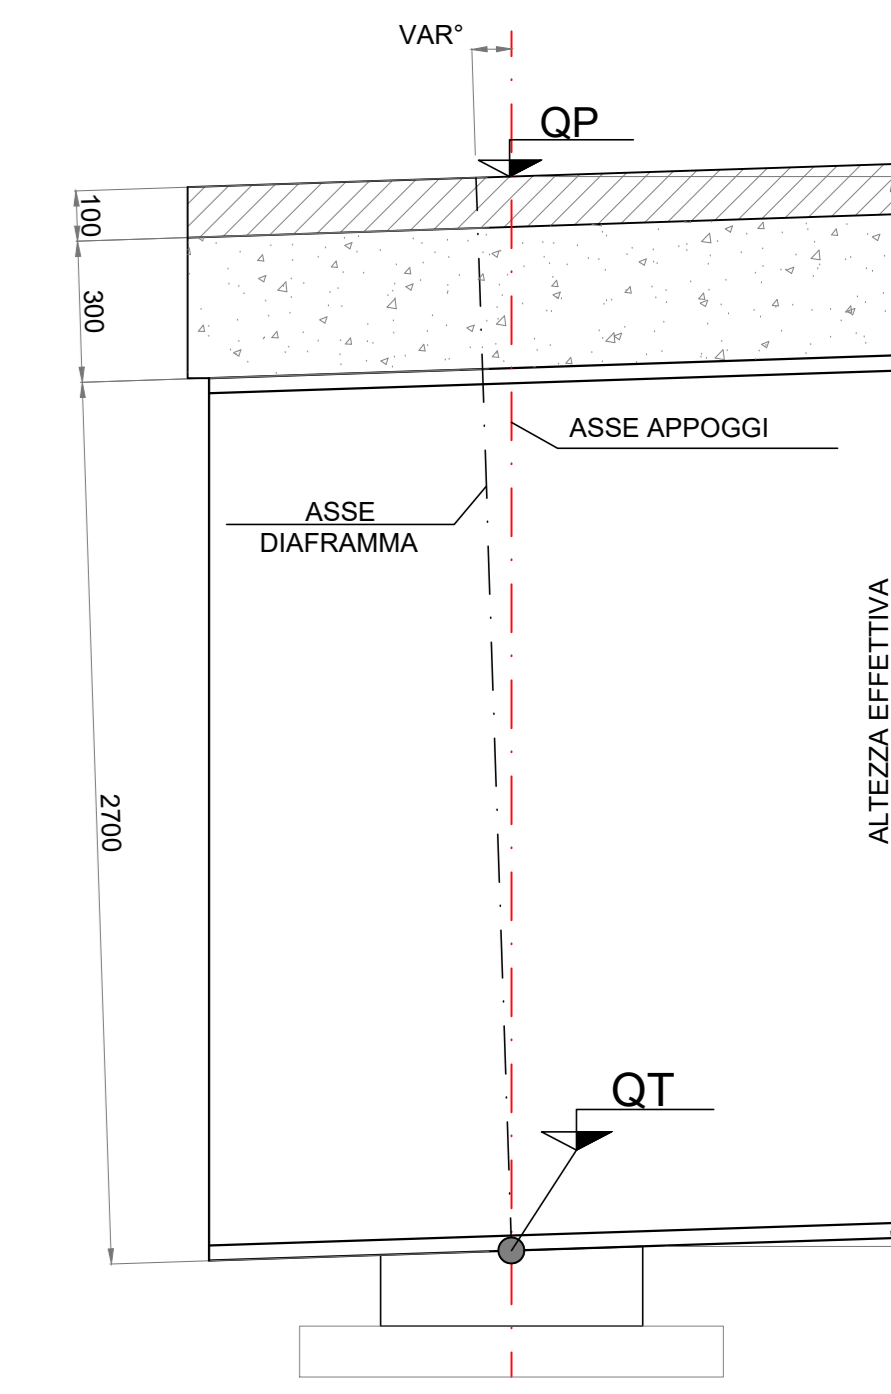 VAR°
QP
100
300
ASSE APPOGGI
ASSE
DIAFRAMMA
ALTEZZA EFFETTIVA
2700
QT